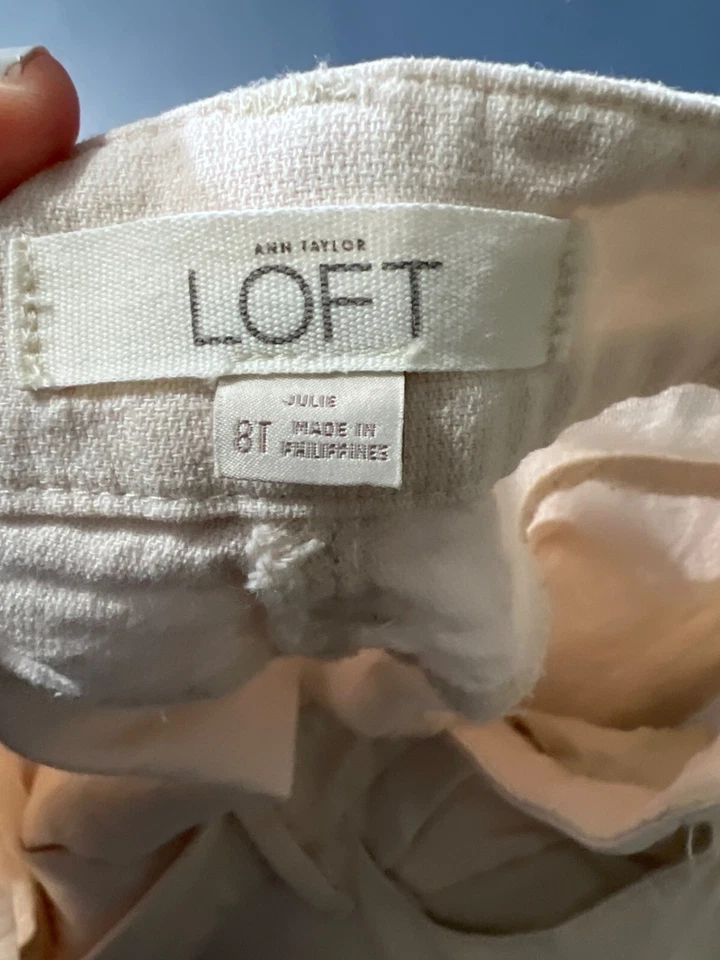 ANN TAYLOR
LOFT
JULIE
8T MADE IN
PHILIPPINES